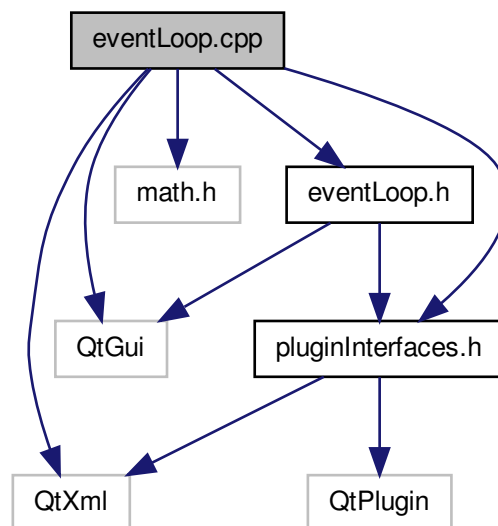 eventLoop.cpp
math.h
eventLoop.h
QtGui
pluginInterfaces.h
QtXml
QtPlugin